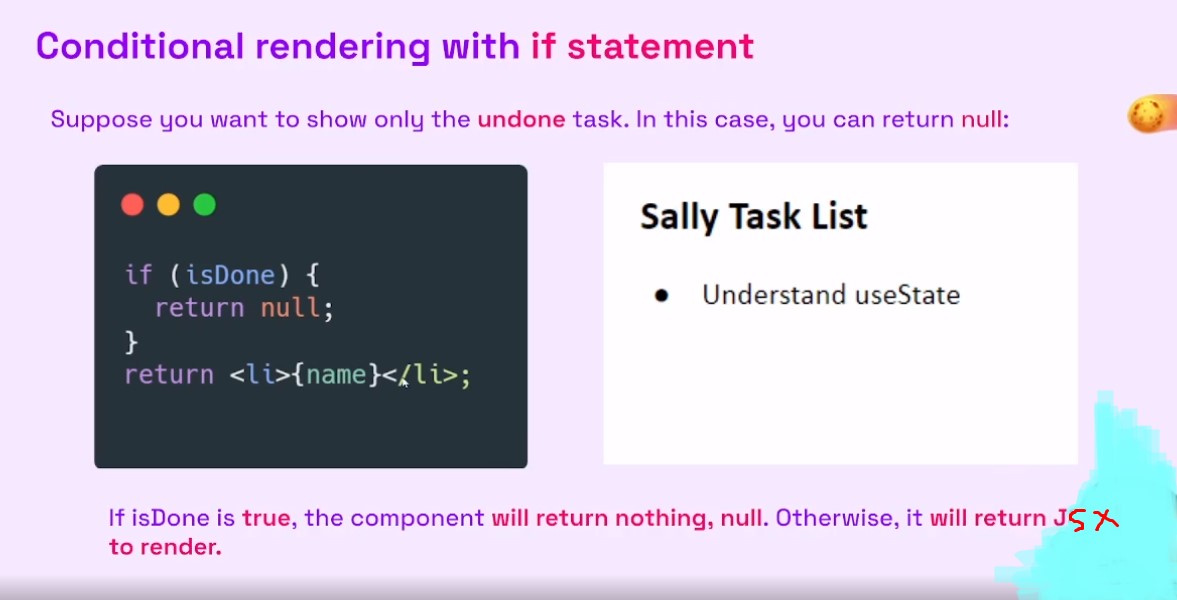 Conditional rendering with if statement
Suppose you want to show only the undone task. In this case, you can return null:
if (isDone) {
  return null;
}
return <li>{name}</li>;
Sally Task List
● Understand useState
If isDone is true, the component will return nothing, null. Otherwise, it will return JSX
to render.